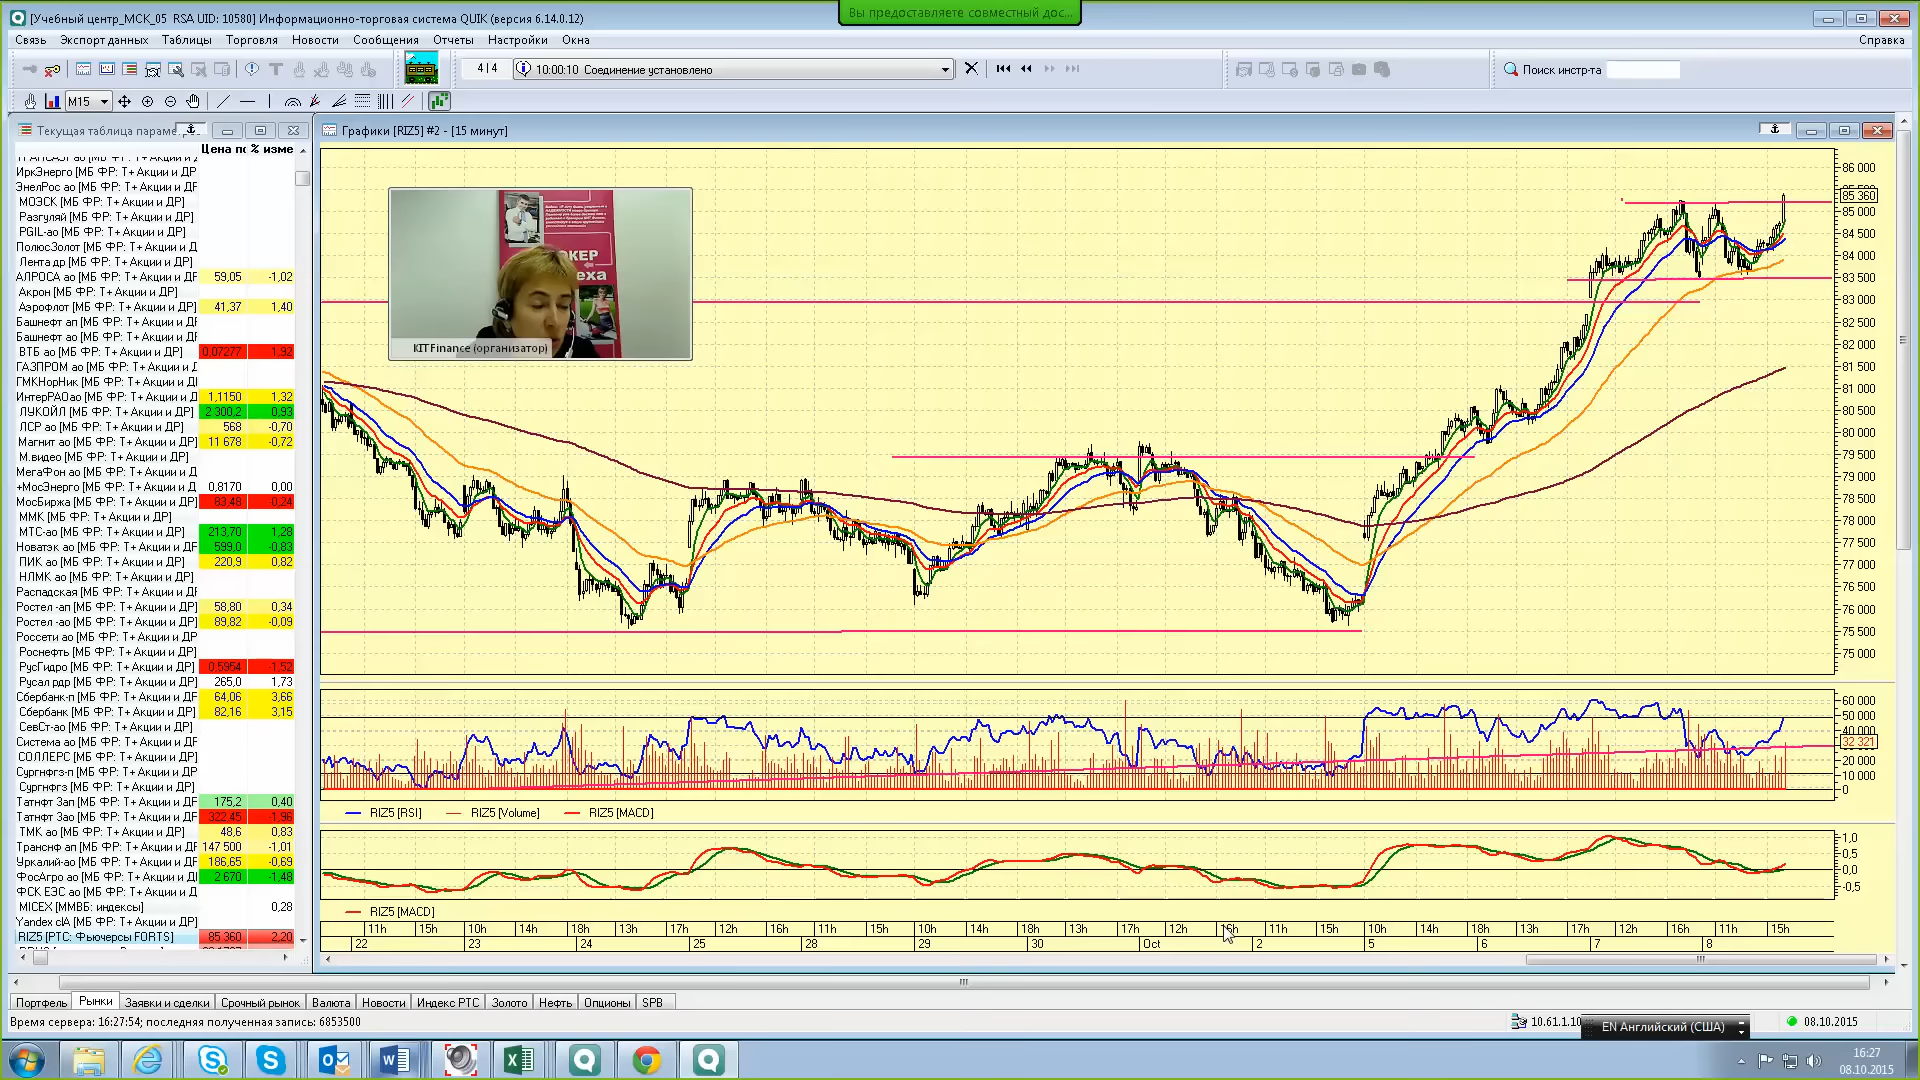 [Учебный центр_МСК_05 RSA UID: 10580] Информационно-торговая система QUIK (версия 6.14.0.12)
Вы предоставляете совместный дос...
Связь Экспорт данных Таблицы Торговля Новости Сообщения Отчеты Настройки Окна Справка
4|4 10:00:10 Соединение установлено Поиск инстр-та
M15
Текущая таблица параме
Графики [RIZ5] #2 - [15 минут]
Цена по % изме
ИркЭнерго [МБ ФР: Т+ Акции и ДР
ЭнелРос ао [МБ ФР: Т+ Акции и ДР
МОЭСК [МБ ФР: Т+ Акции и ДР]
Разгуляй [МБ ФР: Т+ Акции и ДР]
PGIL-ао [МБ ФР: Т+ Акции и ДР]
ПолюсЗолот [МБ ФР: Т+ Акции и ДР
Лента др [МБ ФР: Т+ Акции и ДР]
АЛРОСА ао [МБ ФР: Т+ Акции и ДР 59,05 -1,02
Акрон [МБ ФР: Т+ Акции и ДР]
Аэрофлот [МБ ФР: Т+ Акции и ДР] 41,37 1,40
Башнефт ап [МБ ФР: Т+ Акции и ДР
Башнефт ао [МБ ФР: Т+ Акции и ДР
ВТБ ао [МБ ФР: Т+ Акции и ДР] 0,07277 1,92
ГАЗПРОМ ао [МБ ФР: Т+ Акции и Д
ГМКНорНик [МБ ФР: Т+ Акции и ДР]
ИнтерРАОао [МБ ФР: Т+ Акции и ДР 1,1150 1,32
ЛУКОЙЛ [МБ ФР: Т+ Акции и ДР] 2 300,2 0,93
ЛСР ао [МБ ФР: Т+ Акции и ДР] 568 -0,70
Магнит ао [МБ ФР: Т+ Акции и ДР] 11 678 -0,72
М.видео [МБ ФР: Т+ Акции и ДР]
МегаФон ао [МБ ФР: Т+ Акции и ДР
+МосЭнерго [МБ ФР: Т+ Акции и ДР 0,8170 0,00
МосБиржа [МБ ФР: Т+ Акции и ДР] 83,48 0,24
ММК [МБ ФР: Т+ Акции и ДР]
МТС-ао [МБ ФР: Т+ Акции и ДР] 213,70 1,28
Новатэк ао [МБ ФР: Т+ Акции и ДР 599,0 -0,83
ПИК ао [МБ ФР: Т+ Акции и ДР] 220,9 0,82
НЛМК ао [МБ ФР: Т+ Акции и ДР]
Распадская [МБ ФР: Т+ Акции и ДР]
Ростел -ап [МБ ФР: Т+ Акции и ДР] 58,80 0,34
Ростел -ао [МБ ФР: Т+ Акции и ДР] 89,82 -0,09
Россети ао [МБ ФР: Т+ Акции и ДР]
Роснефть [МБ ФР: Т+ Акции и ДР]
РусГидро [МБ ФР: Т+ Акции и ДР] 0,5954 -1,52
Русал рдр [МБ ФР: Т+ Акции и ДР] 265,0 1,73
Сбербанк-п [МБ ФР: Т+ Акции и ДР 64,06 3,66
Сбербанк [МБ ФР: Т+ Акции и ДР] 82,16 3,15
СевСт-ао [МБ ФР: Т+ Акции и ДР]
Система ао [МБ ФР: Т+ Акции и ДР
СОЛЛЕРС [МБ ФР: Т+ Акции и ДР]
Сургнфгз-п [МБ ФР: Т+ Акции и ДР]
Сургнфгз [МБ ФР: Т+ Акции и ДР]
Татнфт 3ап [МБ ФР: Т+ Акции и ДР 175,2 0,40
Татнфт 3ао [МБ ФР: Т+ Акции и ДР 322,45 -1,96
ТМК ао [МБ ФР: Т+ Акции и ДР] 48,6 0,83
Транснф ап [МБ ФР: Т+ Акции и ДР 147 500 -1,01
Уркалий-ао [МБ ФР: Т+ Акции и ДР 186,65 -0,69
ФосАгро ао [МБ ФР: Т+ Акции и ДР 2 670 -1,48
ФСК ЕЭС ао [МБ ФР: Т+ Акции и ДР
MICEX [ММВБ: индексы] 0,28
Yandex clA [МБ ФР: Т+ Акции и ДР]
RIZ5 [РТС: Фьючерсы FORTS] 85 360 2,20
KITFinance (организатор)
86 000
85 360
85 000
84 500
84 000
83 500
83 000
82 500
82 000
81 500
81 000
80 500
80 000
79 500
79 000
78 500
78 000
77 500
77 000
76 500
76 000
75 500
75 000
60 000
50 000
40 000
32 321
20 000
10 000
0
RIZ5 [RSI] RIZ5 [Volume] RIZ5 [MACD]
1,0
0,5
0,0
-0,5
RIZ5 [MACD]
11h 15h 10h 14h 18h 13h 17h 12h 16h 11h 15h 10h 14h 18h 13h 17h 12h 16h 11h 15h 10h 14h 18h 13h 17h 12h 16h 11h 15h
22 23 24 25 28 29 30 Oct 2 5 6 7 8
Портфель Рынки Заявки и сделки Срочный рынок Валюта Новости Индекс РТС Золото Нефть Опционы SPB
Время сервера: 16:27:54; последняя полученная запись: 6853500
10.61.1.10
EN Английский (США)
08.10.2015
16:27
08.10.2015